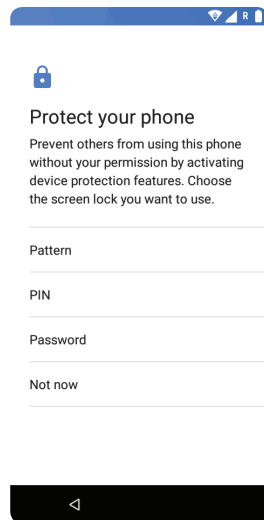 R
Protect your phone
Prevent others from using this phone
without your permission by activating
device protection features. Choose
the screen lock you want to use.
Pattern
PIN
Password
Not now